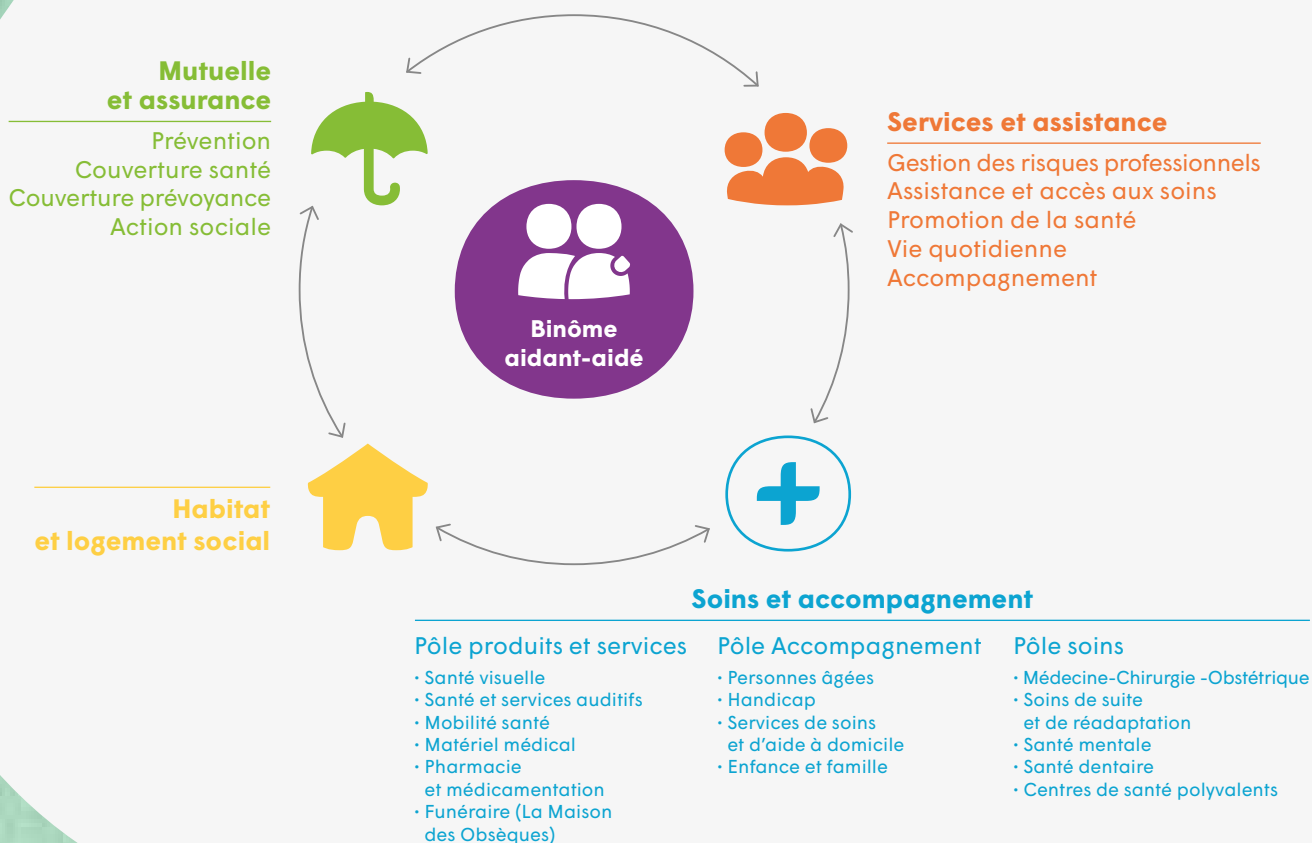 Mutuelle
et assurance
Prévention
Couverture santé
Couverture prévoyance
Action sociale
Services et assistance
Gestion des risques professionnels
Assistance et accès aux soins
Promotion de la santé
Vie quotidienne
Accompagnement
Binôme
aidant-aidé
Habitat
et logement social
Soins et accompagnement
Pôle produits et services
· Santé visuelle
· Santé et services auditifs
· Mobilité santé
· Matériel médical
· Pharmacie
et médicamentation
· Funéraire (La Maison
des Obsèques)
Pôle Accompagnement
· Personnes âgées
· Handicap
· Services de soins
et d'aide à domicile
· Enfance et famille
Pôle soins
· Médecine-Chirurgie -Obstétrique
· Soins de suite
et de réadaptation
· Santé mentale
· Santé dentaire
· Centres de santé polyvalents